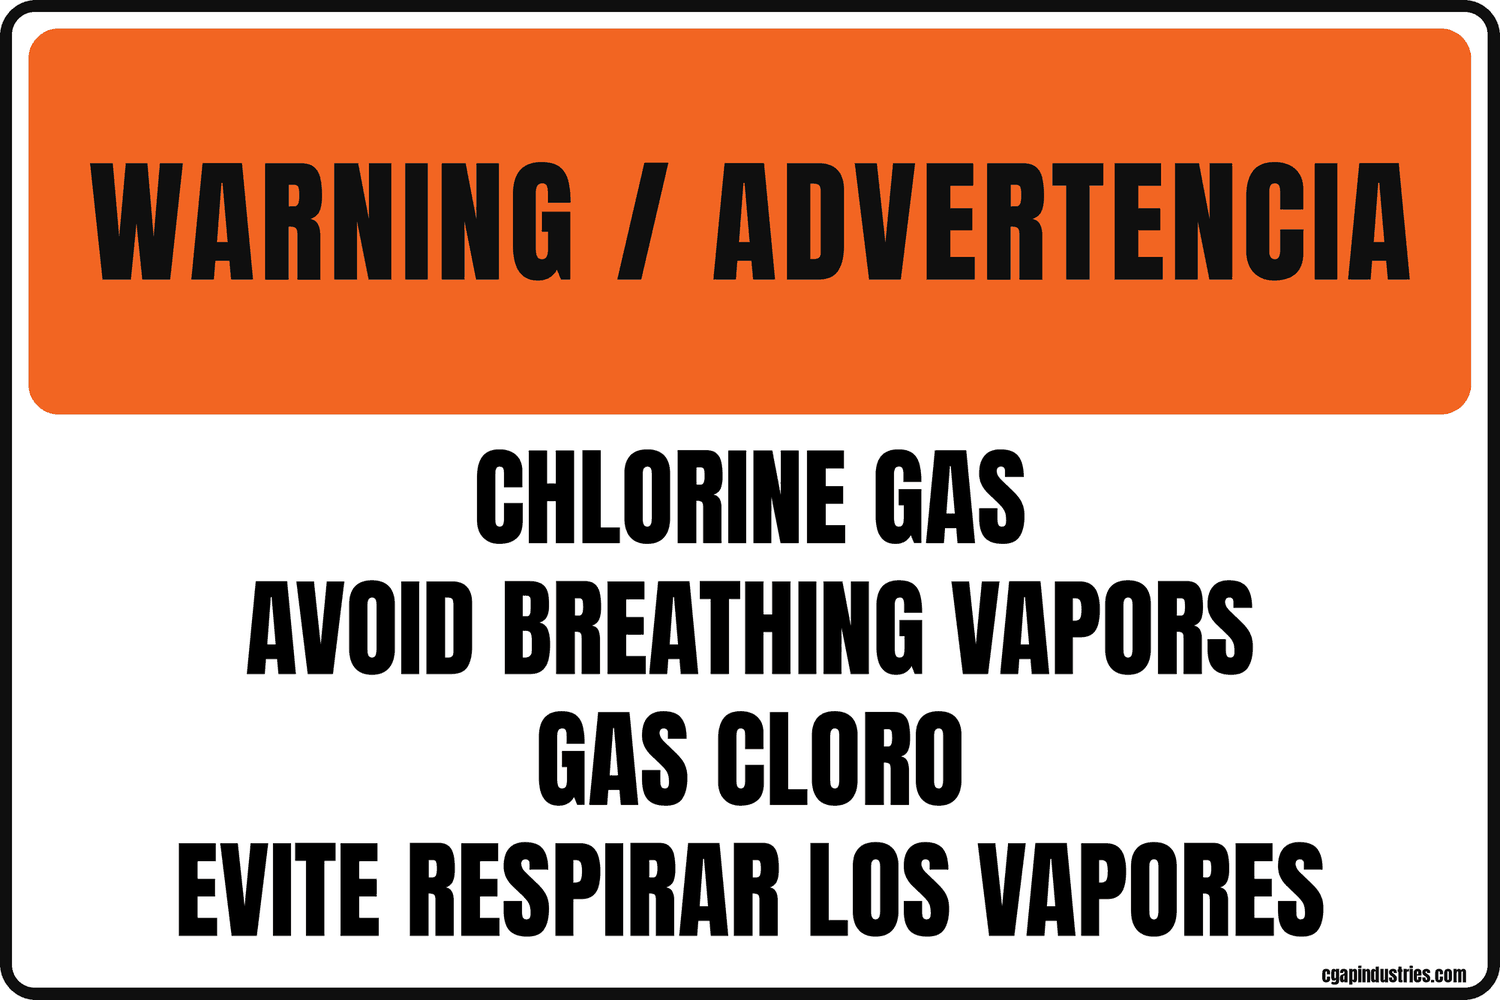 WARNING / ADVERTENCIA
CHLORINE GAS
AVOID BREATHING VAPORS
GAS CLORO
EVITE RESPIRAR LOS VAPORES
cgapindustries.com